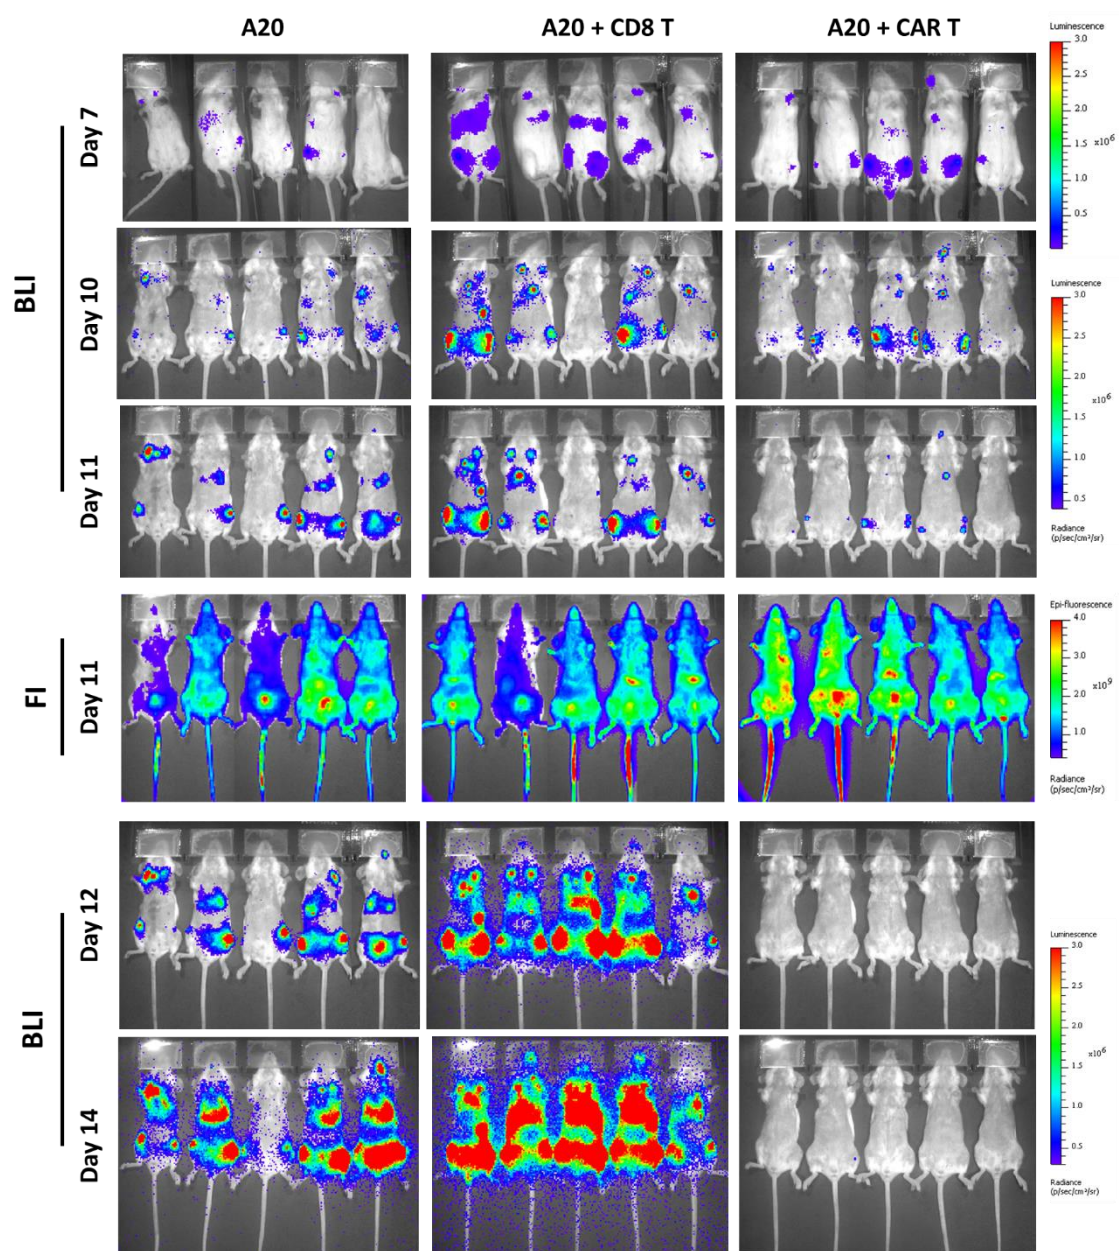 A20
A20 + CD8 T
A20 + CAR T
BLI
Day 7
Day 10
Day 11
Luminescence
3.0
2.5
2.0
x10⁶
1.5
1.0
0.5
Luminescence
3.0
2.5
2.0
x10⁶
1.5
1.0
0.5
Radiance
(p/sec/cm²/sr)
FI
Day 11
Epi-fluorescence
4.0
3.0
x10⁹
2.0
1.0
Radiance
(p/sec/cm²/sr)
BLI
Day 12
Day 14
Luminescence
3.0
2.5
2.0
x10⁶
1.5
1.0
0.5
Radiance
(p/sec/cm²/sr)